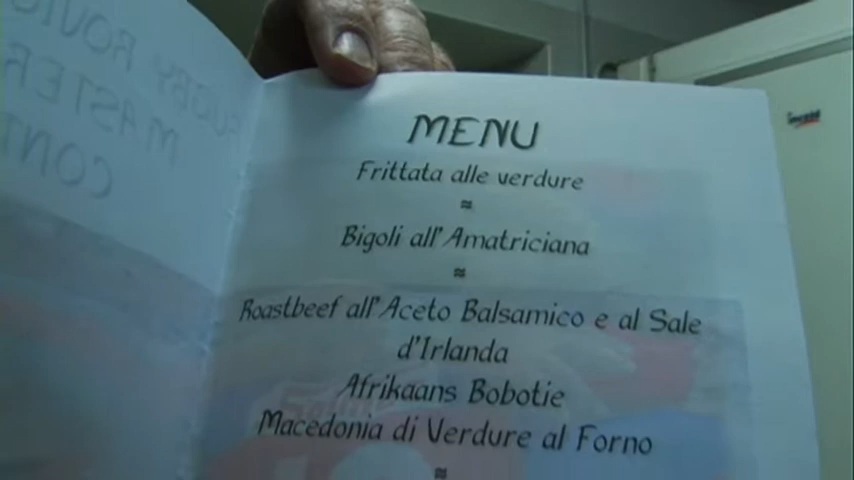 MENU
Frittata alle verdure
≈
Bigoli all'Amatriciana
≈
Roastbeef all'Aceto Balsamico e al Sale
d'Irlanda
Afrikaans Bobotie
Macedonia di Verdure al Forno
≈